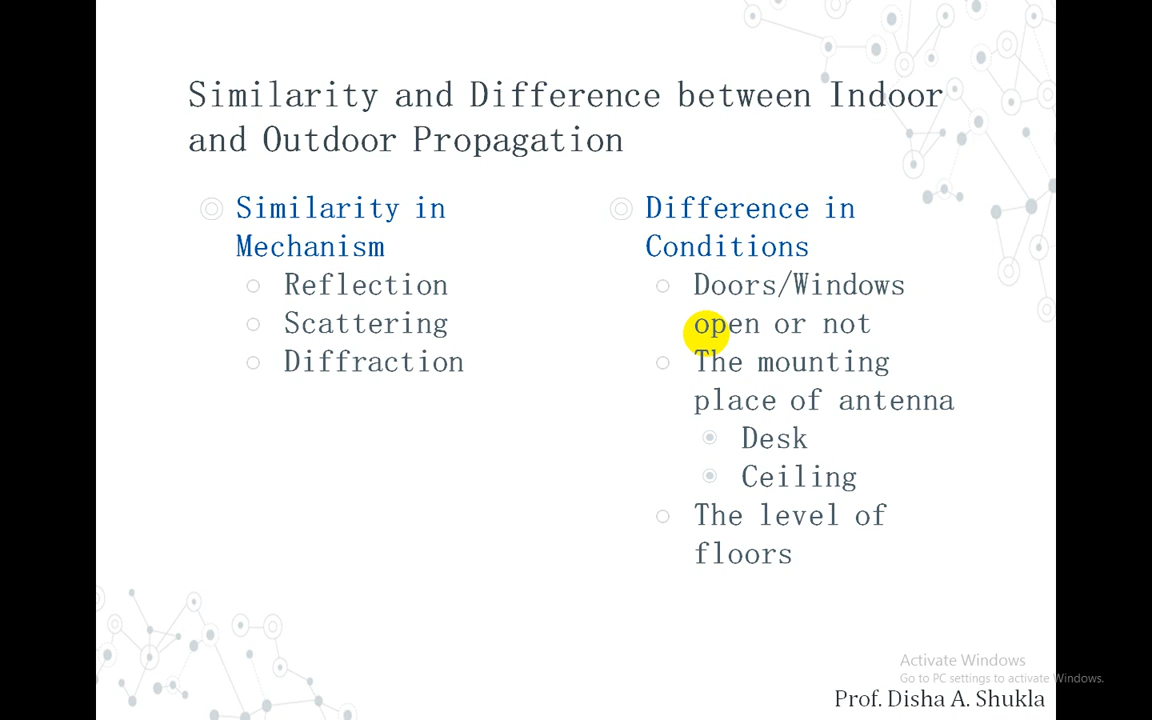 Similarity and Difference between Indoor
and Outdoor Propagation
Similarity in
Mechanism
Reflection
Scattering
Diffraction
Difference in
Conditions
Doors/Windows
open or not
The mounting
place of antenna
Desk
Ceiling
The level of
floors
Activate Windows
Go to PC settings to activate Windows.
Prof. Disha A. Shukla